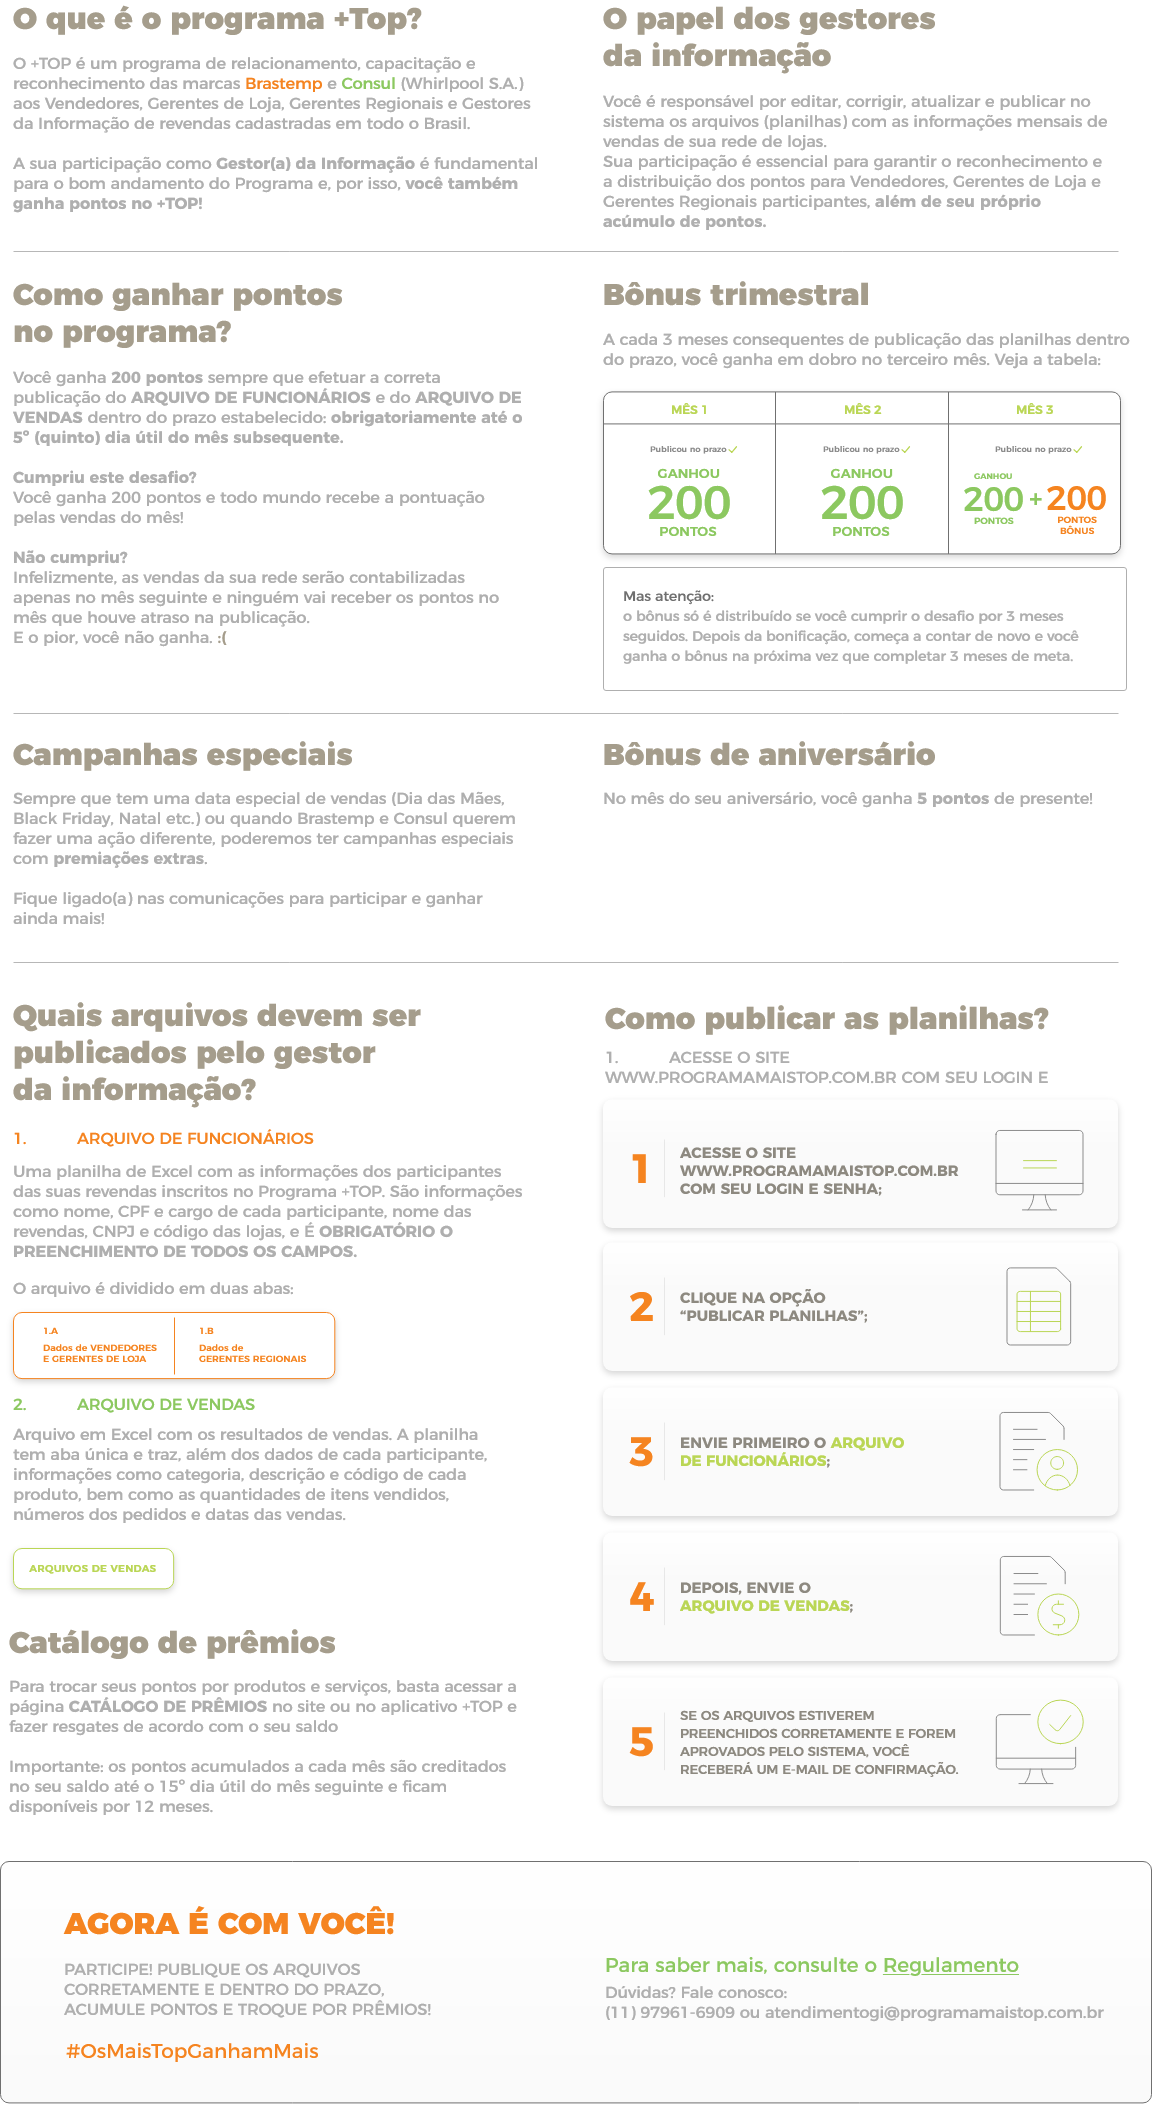 O que é o programa +Top?
O +TOP é um programa de relacionamento, capacitação e
reconhecimento das marcas Brastemp e Consul (Whirlpool S.A.)
aos Vendedores, Gerentes de Loja, Gerentes Regionais e Gestores
da Informação de revendas cadastradas em todo o Brasil.
A sua participação como Gestor(a) da Informação é fundamental
para o bom andamento do Programa e, por isso, você também
ganha pontos no +TOP!
O papel dos gestores
da informação
Você é responsável por editar, corrigir, atualizar e publicar no
sistema os arquivos (planilhas) com as informações mensais de
vendas de sua rede de lojas.
Sua participação é essencial para garantir o reconhecimento e
a distribuição dos pontos para Vendedores, Gerentes de Loja e
Gerentes Regionais participantes, além de seu próprio
acúmulo de pontos.
Como ganhar pontos
no programa?
Você ganha 200 pontos sempre que efetuar a correta
publicação do ARQUIVO DE FUNCIONÁRIOS e do ARQUIVO DE
VENDAS dentro do prazo estabelecido: obrigatoriamente até o
5º (quinto) dia útil do mês subsequente.
Cumpriu este desafio?
Você ganha 200 pontos e todo mundo recebe a pontuação
pelas vendas do mês!
Não cumpriu?
Infelizmente, as vendas da sua rede serão contabilizadas
apenas no mês seguinte e ninguém vai receber os pontos no
mês que houve atraso na publicação.
E o pior, você não ganha. :(
Bônus trimestral
A cada 3 meses consequentes de publicação das planilhas dentro
do prazo, você ganha em dobro no terceiro mês. Veja a tabela:
MÊS 1
MÊS 2
MÊS 3
Publicou no prazo
Publicou no prazo
Publicou no prazo
GANHOU
200
PONTOS
GANHOU
200
PONTOS
GANHOU
200 + 200
PONTOS
PONTOS
BÔNUS
Mas atenção:
o bônus só é distribuído se você cumprir o desafio por 3 meses
seguidos. Depois da bonificação, começa a contar de novo e você
ganha o bônus na próxima vez que completar 3 meses de meta.
Campanhas especiais
Sempre que tem uma data especial de vendas (Dia das Mães,
Black Friday, Natal etc.) ou quando Brastemp e Consul querem
fazer uma ação diferente, poderemos ter campanhas especiais
com premiações extras.
Fique ligado(a) nas comunicações para participar e ganhar
ainda mais!
Bônus de aniversário
No mês do seu aniversário, você ganha 5 pontos de presente!
Quais arquivos devem ser
publicados pelo gestor
da informação?
1. ARQUIVO DE FUNCIONÁRIOS
Uma planilha de Excel com as informações dos participantes
das suas revendas inscritos no Programa +TOP. São informações
como nome, CPF e cargo de cada participante, nome das
revendas, CNPJ e código das lojas, e É OBRIGATÓRIO O
PREENCHIMENTO DE TODOS OS CAMPOS.
O arquivo é dividido em duas abas:
1.A
Dados de VENDEDORES
E GERENTES DE LOJA
1.B
Dados de
GERENTES REGIONAIS
2. ARQUIVO DE VENDAS
Arquivo em Excel com os resultados de vendas. A planilha
tem aba única e traz, além dos dados de cada participante,
informações como categoria, descrição e código de cada
produto, bem como as quantidades de itens vendidos,
números dos pedidos e datas das vendas.
ARQUIVOS DE VENDAS
Catálogo de prêmios
Para trocar seus pontos por produtos e serviços, basta acessar a
página CATÁLOGO DE PRÊMIOS no site ou no aplicativo +TOP e
fazer resgates de acordo com o seu saldo
Importante: os pontos acumulados a cada mês são creditados
no seu saldo até o 15º dia útil do mês seguinte e ficam
disponíveis por 12 meses.
Como publicar as planilhas?
1. ACESSE O SITE
WWW.PROGRAMAMAISTOP.COM.BR COM SEU LOGIN E
1
ACESSE O SITE
WWW.PROGRAMAMAISTOP.COM.BR
COM SEU LOGIN E SENHA;
2
CLIQUE NA OPÇÃO
“PUBLICAR PLANILHAS”;
3
ENVIE PRIMEIRO O ARQUIVO
DE FUNCIONÁRIOS;
4
DEPOIS, ENVIE O
ARQUIVO DE VENDAS;
$
5
SE OS ARQUIVOS ESTIVEREM
PREENCHIDOS CORRETAMENTE E FOREM
APROVADOS PELO SISTEMA, VOCÊ
RECEBERÁ UM E-MAIL DE CONFIRMAÇÃO.
AGORA É COM VOCÊ!
PARTICIPE! PUBLIQUE OS ARQUIVOS
CORRETAMENTE E DENTRO DO PRAZO,
ACUMULE PONTOS E TROQUE POR PRÊMIOS!
#OsMaisTopGanhamMais
Para saber mais, consulte o Regulamento
Dúvidas? Fale conosco:
(11) 97961-6909 ou atendimentogi@programamaistop.com.br